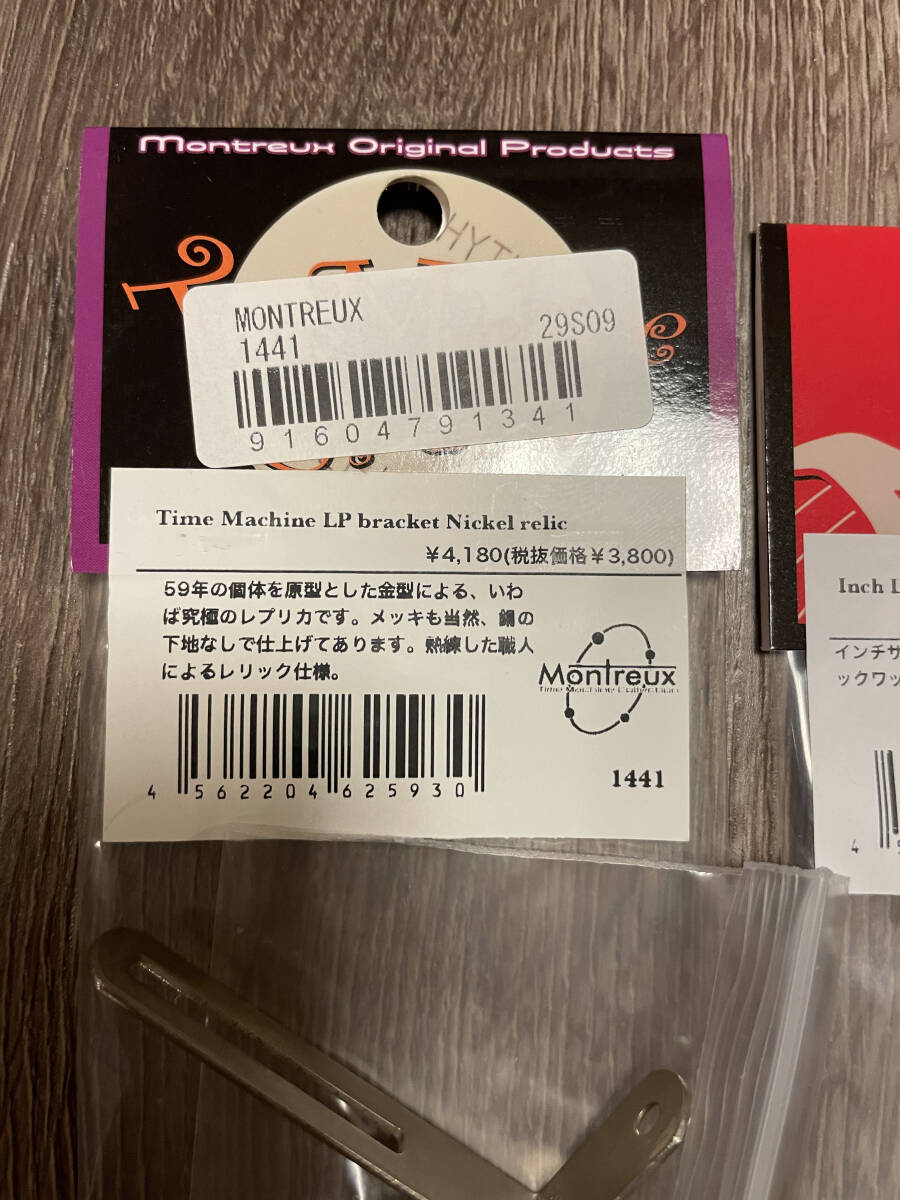 Montreux Original Products
HYT
MONTREUX
1441
29S09
91604791341
Time Machine LP bracket Nickel relic
¥4,180(税抜価格¥3,800)
59年の個体を原型とした金型による、いわ
ば究極のレプリカです。メッキも当然、銅の
下地なしで仕上げてあります。熟練した職人
によるレリック仕様。
Montreux
Time Machine Collection
4 562204 625930
1441
Inch L
インチサ
ックワッ
4